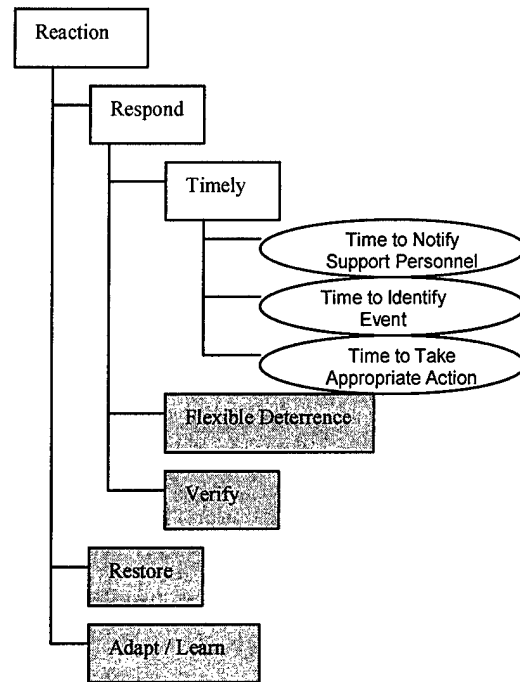 Reaction
Respond
Timely
Time to Notify
Support Personnel
Time to Identify
Event
Time to Take
Appropriate Action
Flexible Deterrence
Verify
Restore
Adapt / Learn